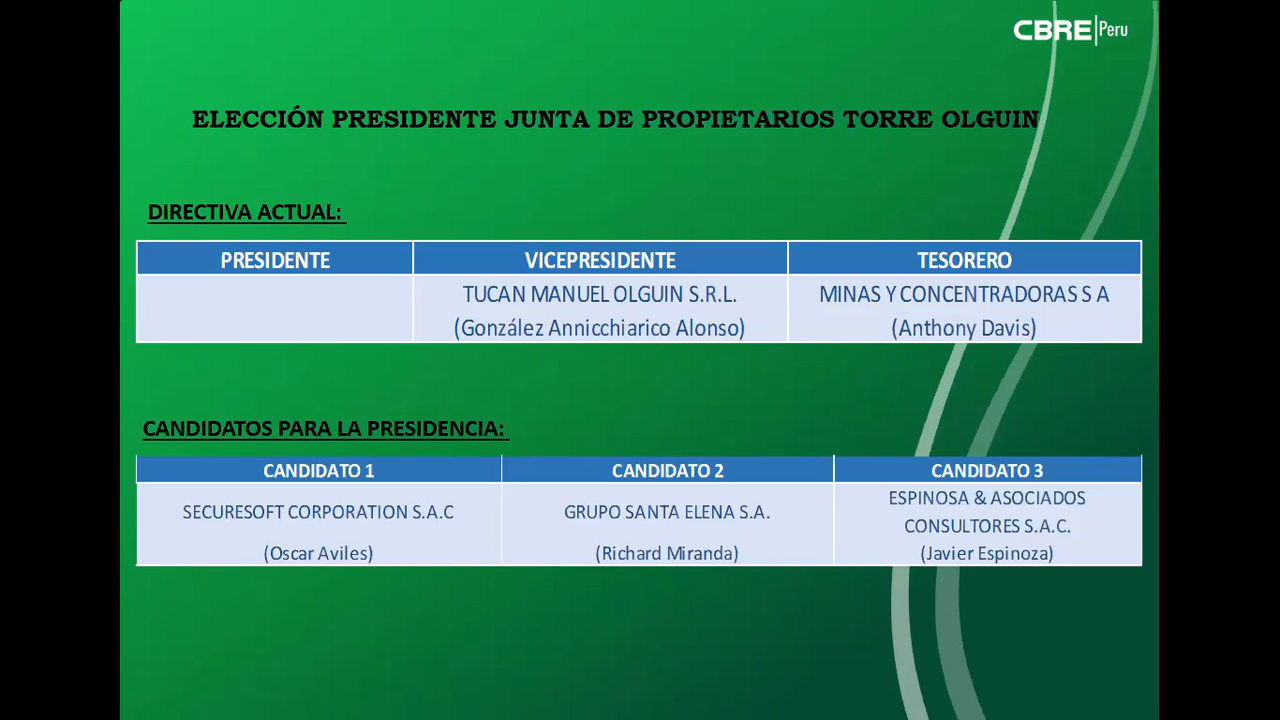 CBRE Peru
ELECCIÓN PRESIDENTE JUNTA DE PROPIETARIOS TORRE OLGUIN
DIRECTIVA ACTUAL:
PRESIDENTE VICEPRESIDENTE TESORERO
TUCAN MANUEL OLGUIN S.R.L. MINAS Y CONCENTRADORAS S A
(González Annicchiarico Alonso) (Anthony Davis)
CANDIDATOS PARA LA PRESIDENCIA:
CANDIDATO 1 CANDIDATO 2 CANDIDATO 3
SECURESOFT CORPORATION S.A.C GRUPO SANTA ELENA S.A. ESPINOSA & ASOCIADOS
CONSULTORES S.A.C.
(Oscar Aviles) (Richard Miranda) (Javier Espinoza)